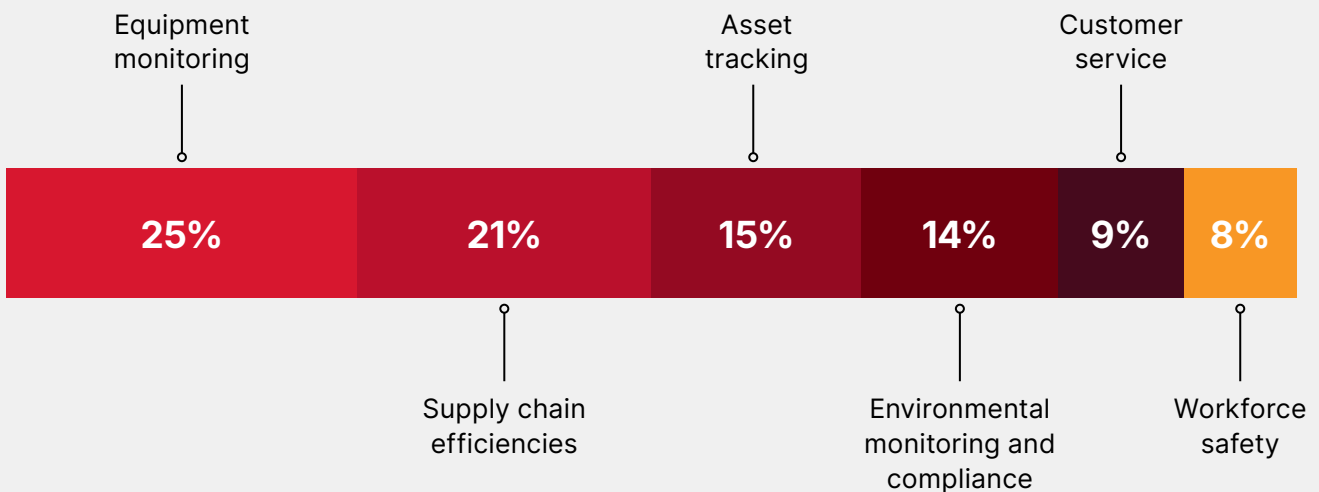 Equipment
monitoring
Asset
tracking
Customer
service
25%
21%
15%
14%
9%
8%
Supply chain
efficiencies
Environmental
monitoring and
compliance
Workforce
safety